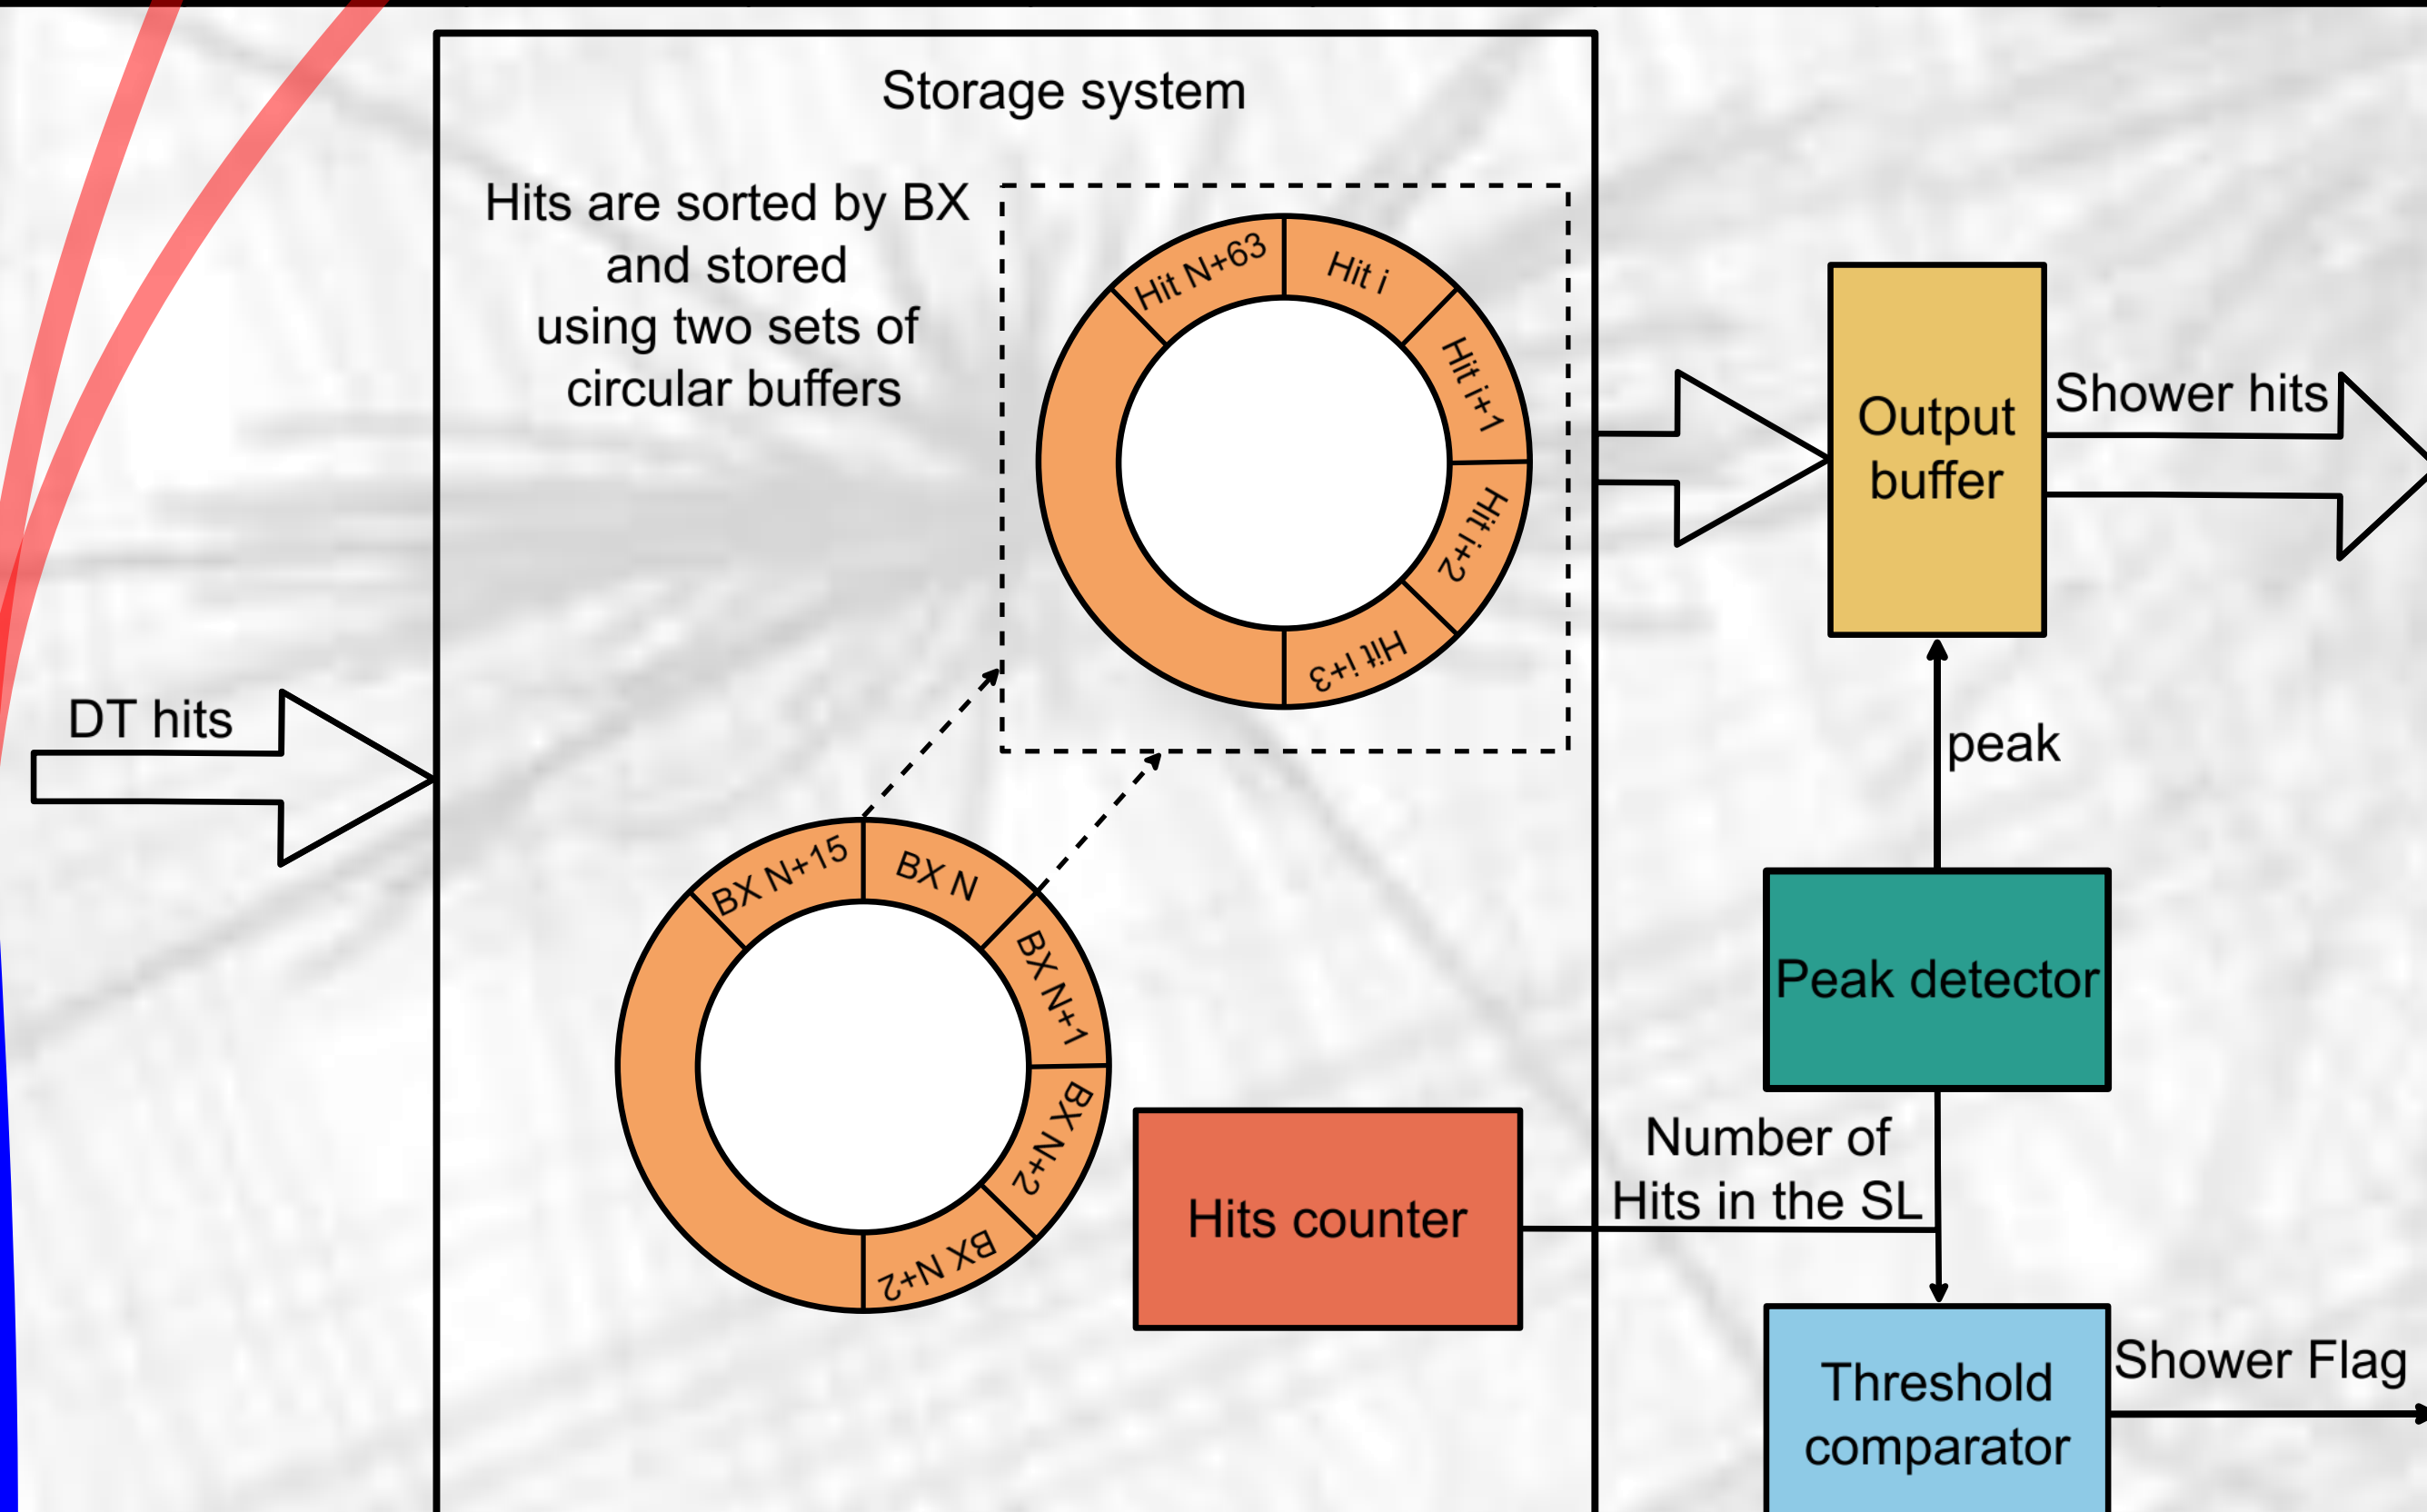 Storage system
Hits are sorted by BX
and stored
using two sets of
circular buffers
Hit N+63
Hit i
Hit i+1
Hit i+2
Hit i+3
Output
buffer
Shower hits
DT hits
peak
BX N+15
BX N
BX N+1
BX N+2
BX N+2
Peak detector
Hits counter
Number of
Hits in the SL
Threshold
comparator
Shower Flag